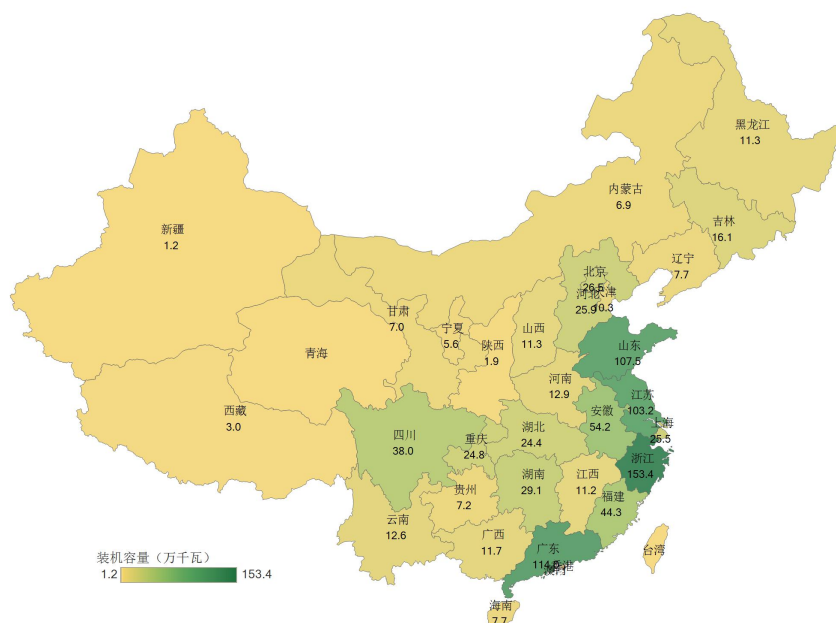 黑龙江
11.3
内蒙古
6.9
吉林
16.1
新疆
1.2
辽宁
7.7
北京
26.5
天津
10.3
河北
25.9
甘肃
7.0
宁夏
5.6
山西
11.3
陕西
1.9
山东
107.5
青海
河南
12.9
江苏
103.2
西藏
3.0
安徽
54.2
上海
25.5
四川
38.0
重庆
24.8
湖北
24.4
浙江
153.4
湖南
29.1
江西
11.2
贵州
7.2
福建
44.3
云南
12.6
广西
11.7
广东
台湾
装机容量（万千瓦）
1.2
153.4
海南
7.7